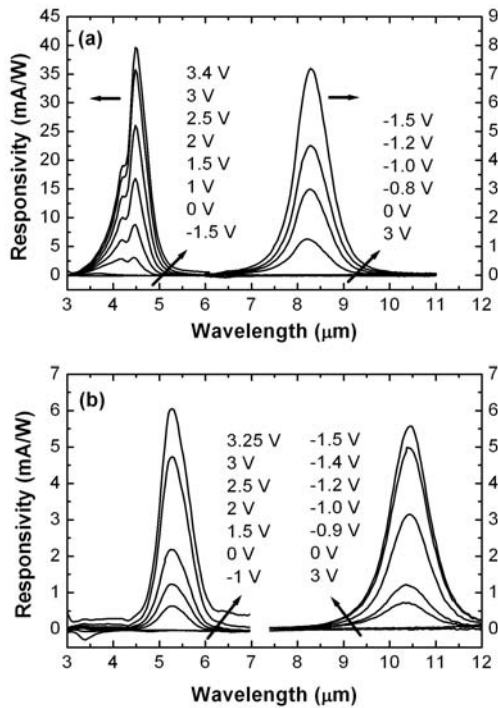 (a)
Responsivity (mA/W)
45
40
35
30
25
20
15
10
5
0
3.4 V
3 V
2.5 V
2 V
1.5 V
1 V
0 V
-1.5 V
-1.5 V
-1.2 V
-1.0 V
-0.8 V
0 V
3 V
9
8
7
6
5
4
3
2
1
0
3 4 5 6 7 8 9 10 11 12
Wavelength (μm)
(b)
Responsivity (mA/W)
7
6
5
4
3
2
1
0
3.25 V
3 V
2.5 V
2 V
1.5 V
0 V
-1 V
-1.5 V
-1.4 V
-1.2 V
-1.0 V
-0.9 V
0 V
3 V
7
6
5
4
3
2
1
0
3 4 5 6 7 8 9 10 11 12
Wavelength (μm)